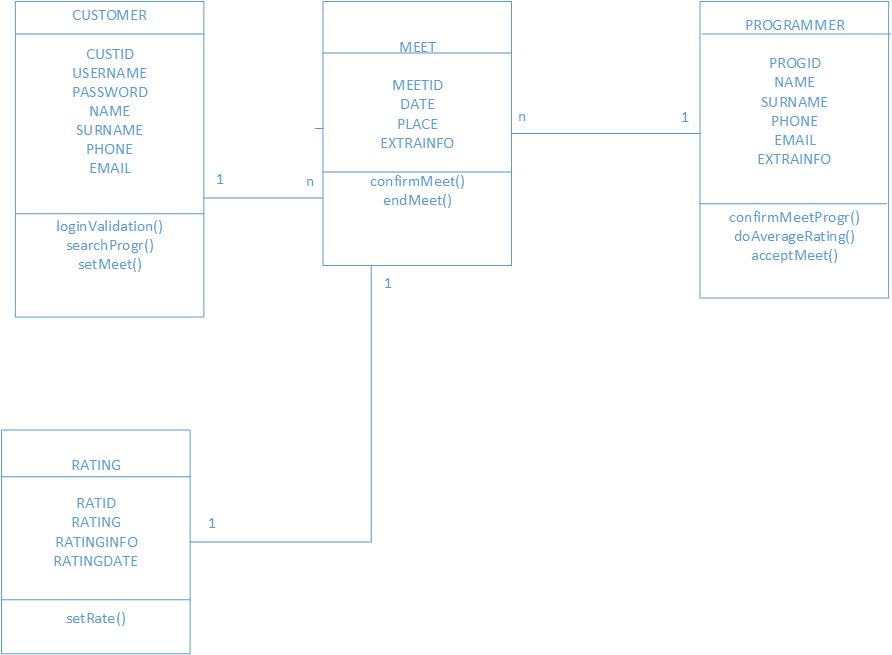 CUSTOMER
CUSTID
USERNAME
PASSWORD
NAME
SURNAME
PHONE
EMAIL
loginValidation()
searchProgr()
setMeet()
1
n
MEET
MEETID
DATE
PLACE
EXTRAINFO
confirmMeet()
endMeet()
n
1
PROGRAMMER
PROGID
NAME
SURNAME
PHONE
EMAIL
EXTRAINFO
confirmMeetProgr()
doAverageRating()
acceptMeet()
1
1
RATING
RATID
RATING
RATINGINFO
RATINGDATE
setRate()